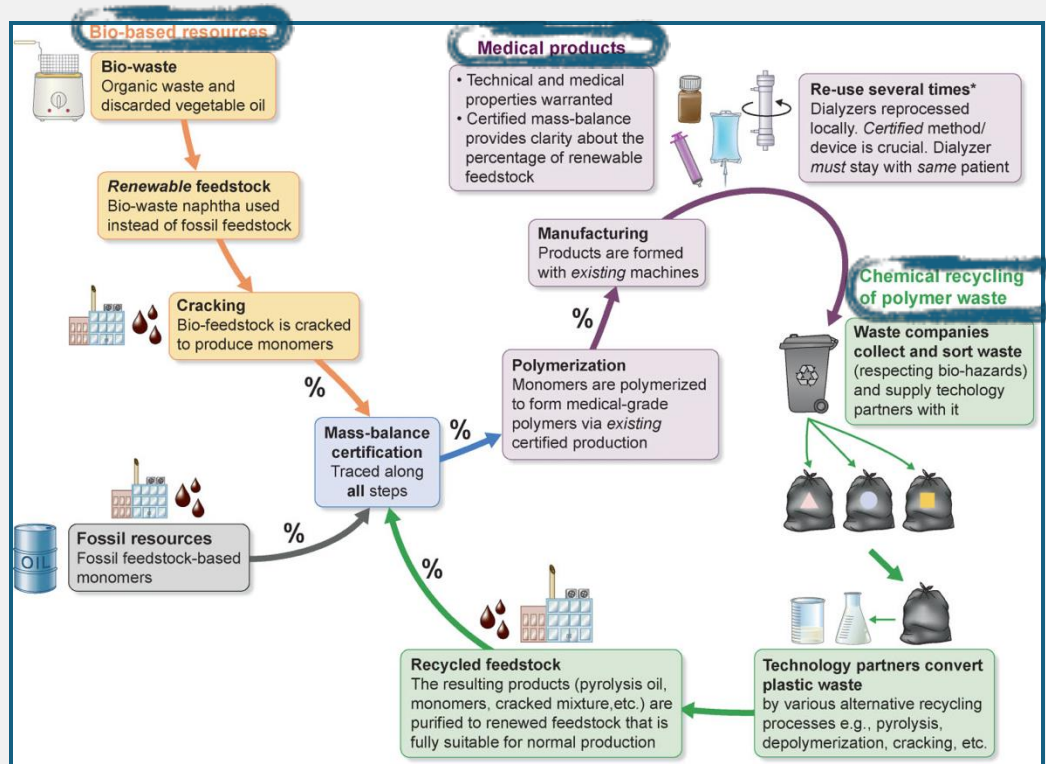 Bio-based resources
Bio-waste
Organic waste and
discarded vegetable oil
Renewable feedstock
Bio-waste naphtha used
instead of fossil feedstock
Cracking
Bio-feedstock is cracked
to produce monomers
%
Mass-balance
certification
Traced along
all steps
Fossil resources
Fossil feedstock-based
monomers
OIL
%
%
Medical products
• Technical and medical
properties warranted
• Certified mass-balance
provides clarity about the
percentage of renewable
feedstock
Re-use several times*
Dialyzers reprocessed
locally. Certified method/
device is crucial. Dialyzer
must stay with same patient
Manufacturing
Products are formed
with existing machines
%
Polymerization
Monomers are polymerized
to form medical-grade
polymers via existing
certified production
Chemical recycling
of polymer waste
Waste companies
collect and sort waste
(respecting bio-hazards)
and supply techology
partners with it
Technology partners convert
plastic waste
by various alternative recycling
processes e.g., pyrolysis,
depolymerization, cracking, etc.
Recycled feedstock
The resulting products (pyrolysis oil,
monomers, cracked mixture,etc.) are
purified to renewed feedstock that is
fully suitable for normal production
%